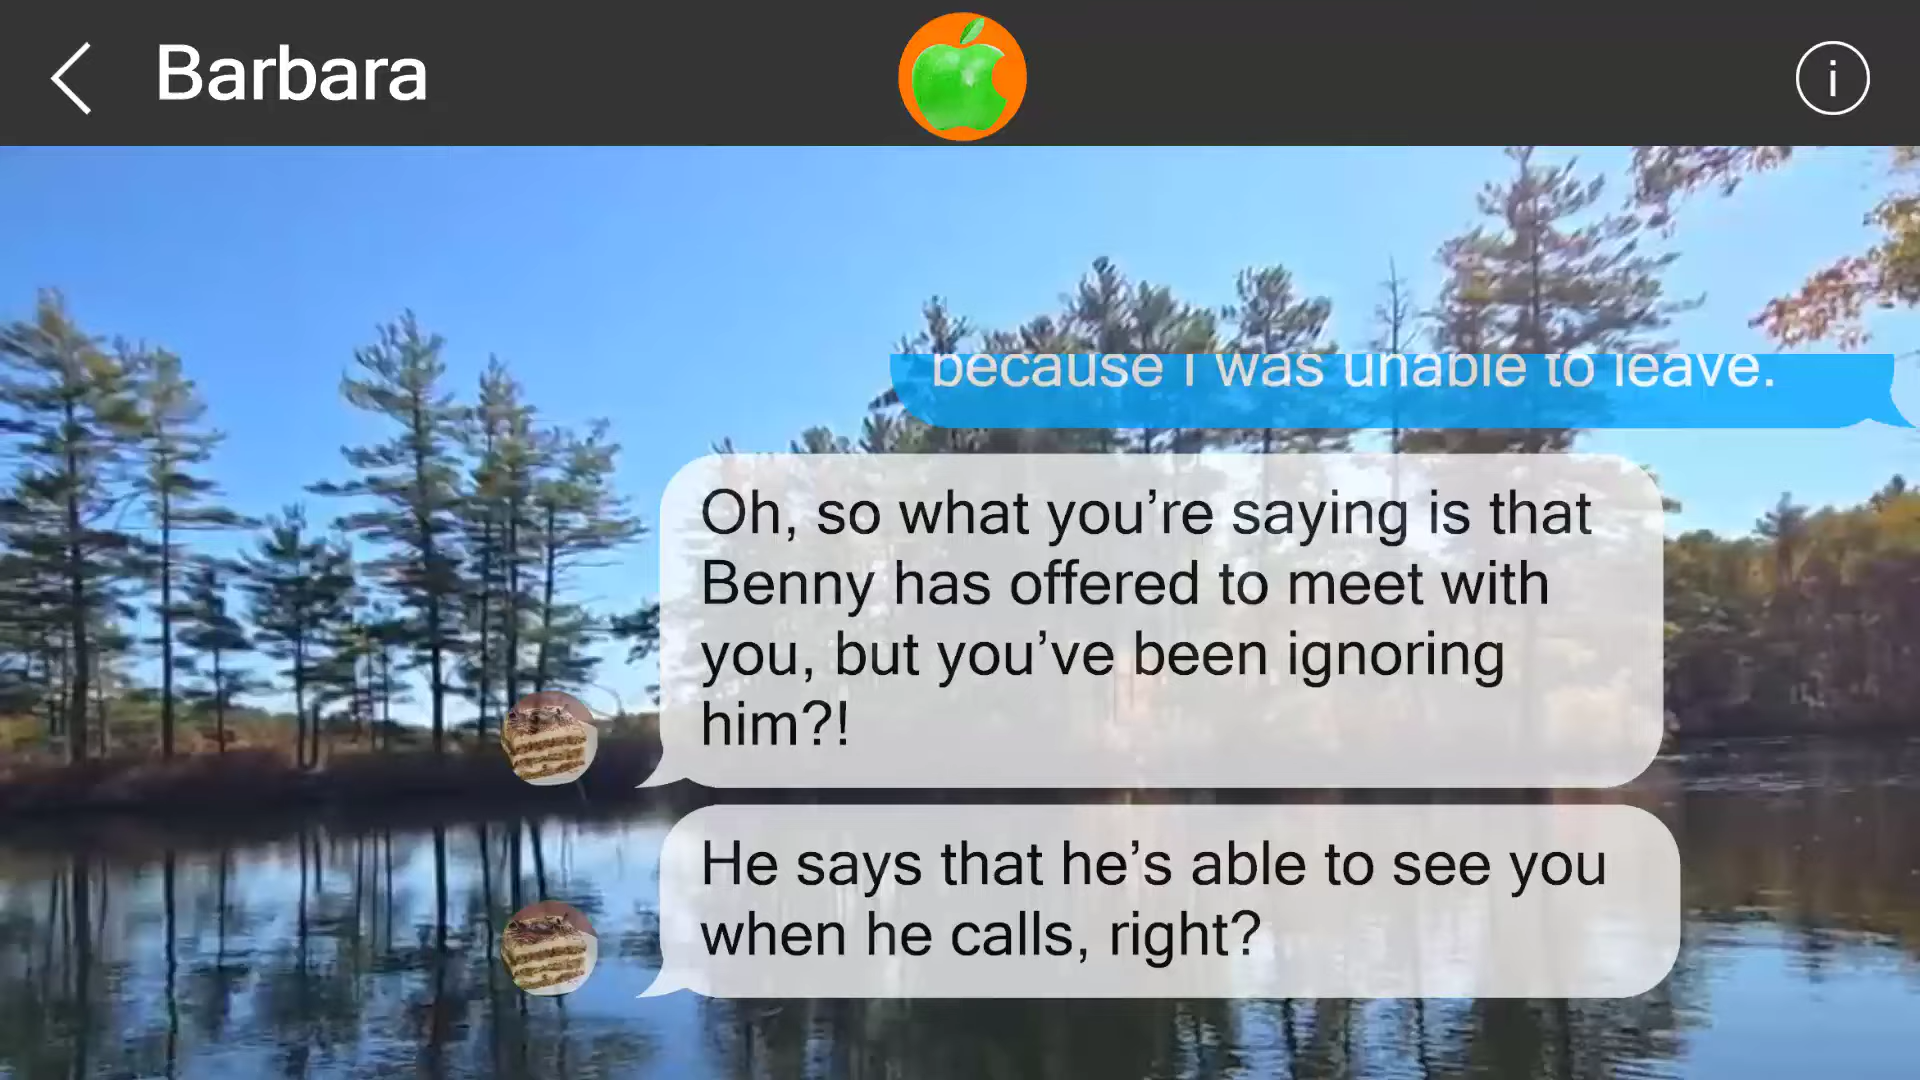 Barbara
i
because I was unable to leave.
Oh, so what you’re saying is that
Benny has offered to meet with
you, but you’ve been ignoring
him?!
He says that he’s able to see you
when he calls, right?